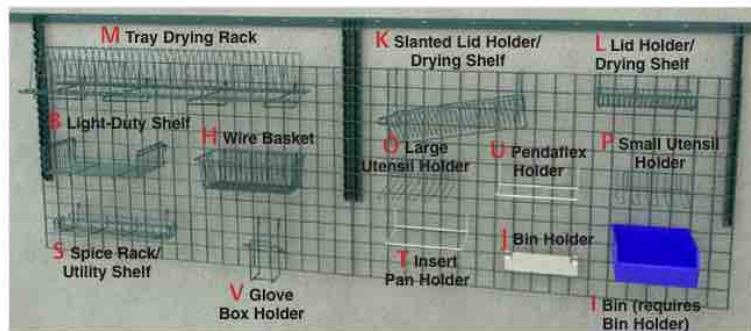 M Tray Drying Rack
K Slanted Lid Holder/
Drying Shelf
L Lid Holder/
Drying Shelf
B Light-Duty Shelf
H Wire Basket
O Large
Utensil Holder
U Pendaflex
Holder
P Small Utensil
Holder
S Spice Rack/
Utility Shelf
V Glove
Box Holder
T Insert
Pan Holder
J Bin Holder
I Bin (requires
Bin Holder)